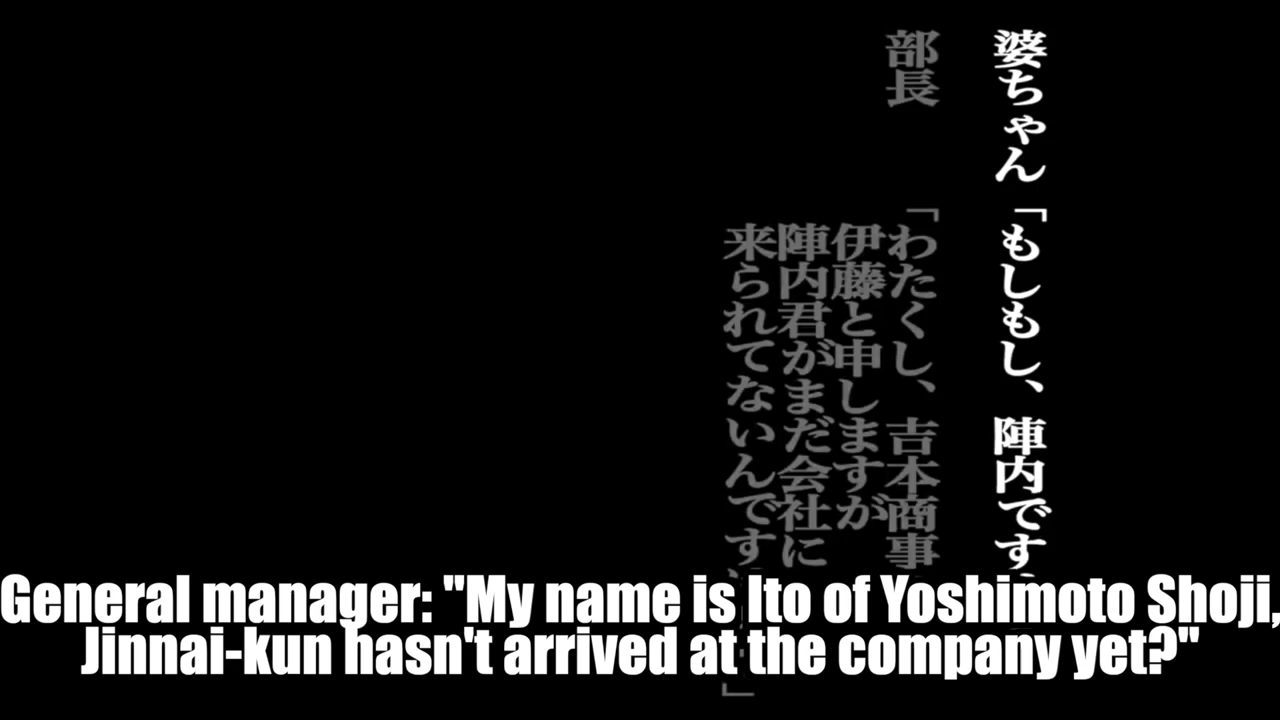 婆ちゃん「もしもし、陣内です
部長「わたくし、吉本商事
伊藤と申しますが
陣内君がまだ会社に
来られてないんです
」
General manager: "My name is Ito of Yoshimoto Shoji,
Jinnai-kun hasn't arrived at the company yet?"